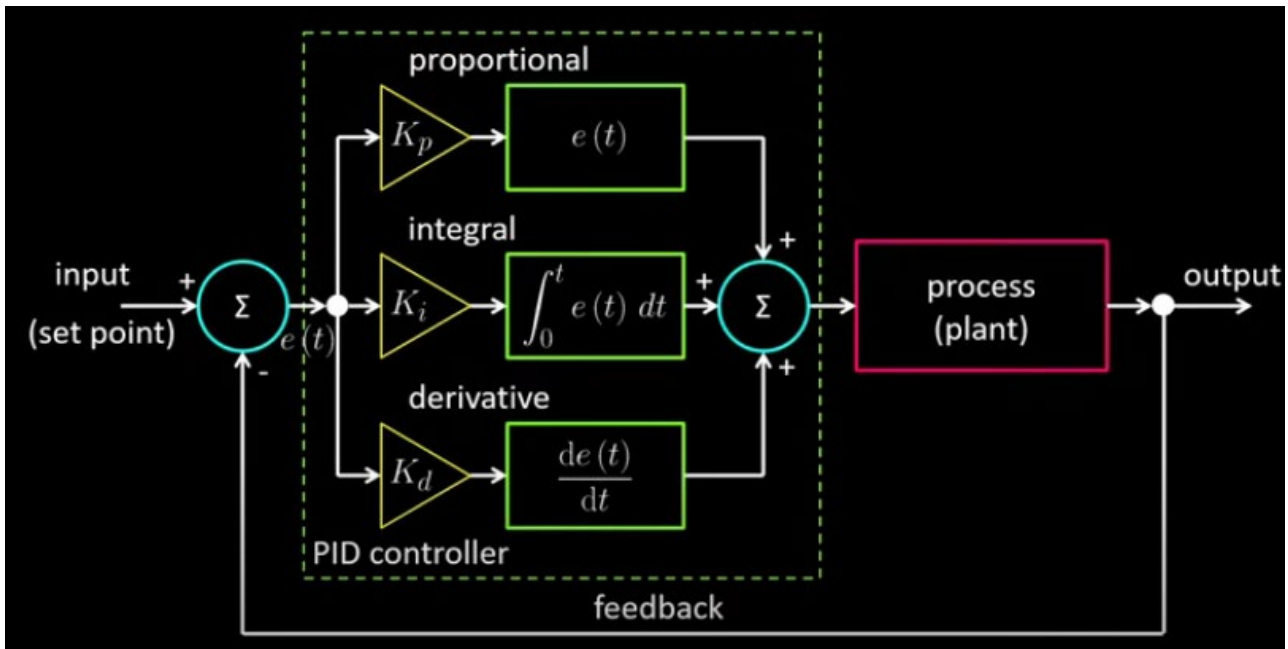 proportional
K_p
e (t)
+
integral
input
+
Σ
e (t)
(set point)
-
K_i
∫_0^t e (t) dt
+
Σ
+
process
(plant)
output
derivative
K_d
de (t)
dt
PID controller
feedback